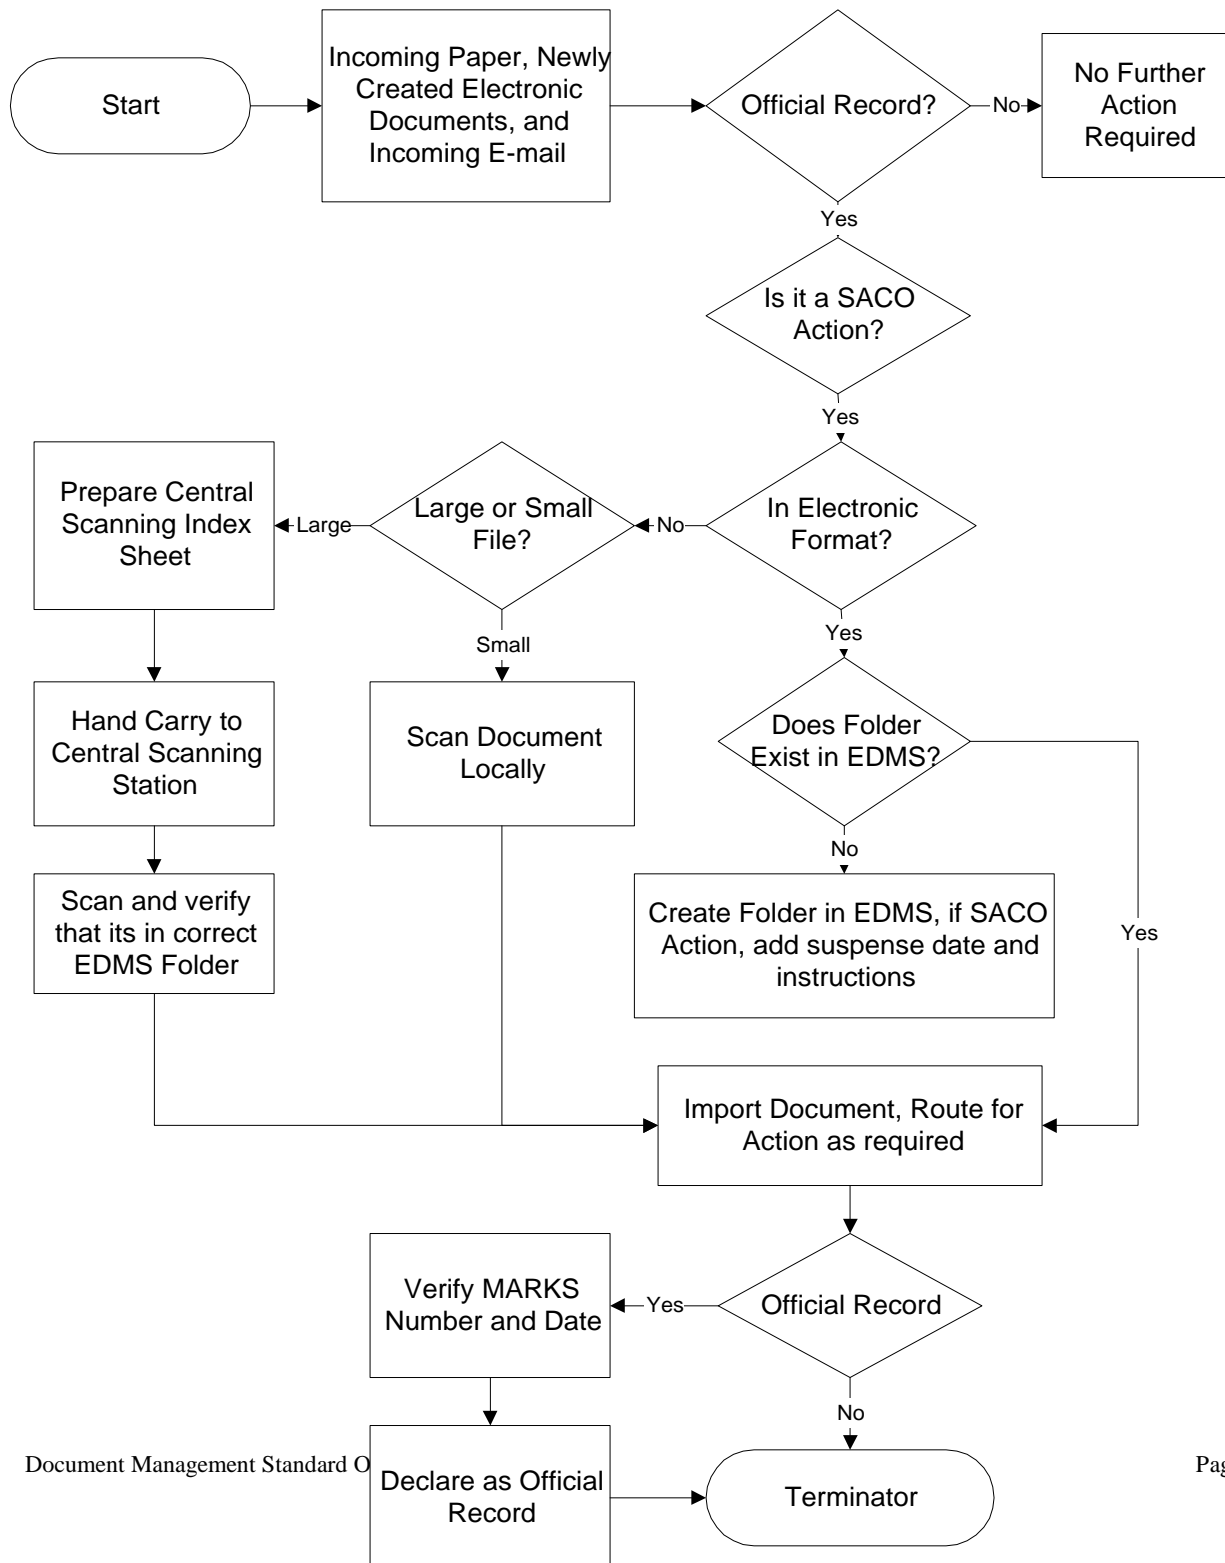 Start
Incoming Paper, Newly
Created Electronic
Documents, and
Incoming E-mail
Official Record?
No
No Further
Action
Required
Yes
Is it a SACO
Action?
Yes
Prepare Central
Scanning Index
Sheet
Large
Large or Small
File?
No
In Electronic
Format?
Small
Yes
Hand Carry to
Central Scanning
Station
Scan Document
Locally
Does Folder
Exist in EDMS?
No
Scan and verify
that its in correct
EDMS Folder
Create Folder in EDMS, if SACO
Action, add suspense date and
instructions
Yes
Import Document, Route for
Action as required
Verify MARKS
Number and Date
Yes
Official Record
No
Document Management Standard O
Declare as Official
Record
Terminator
Pag